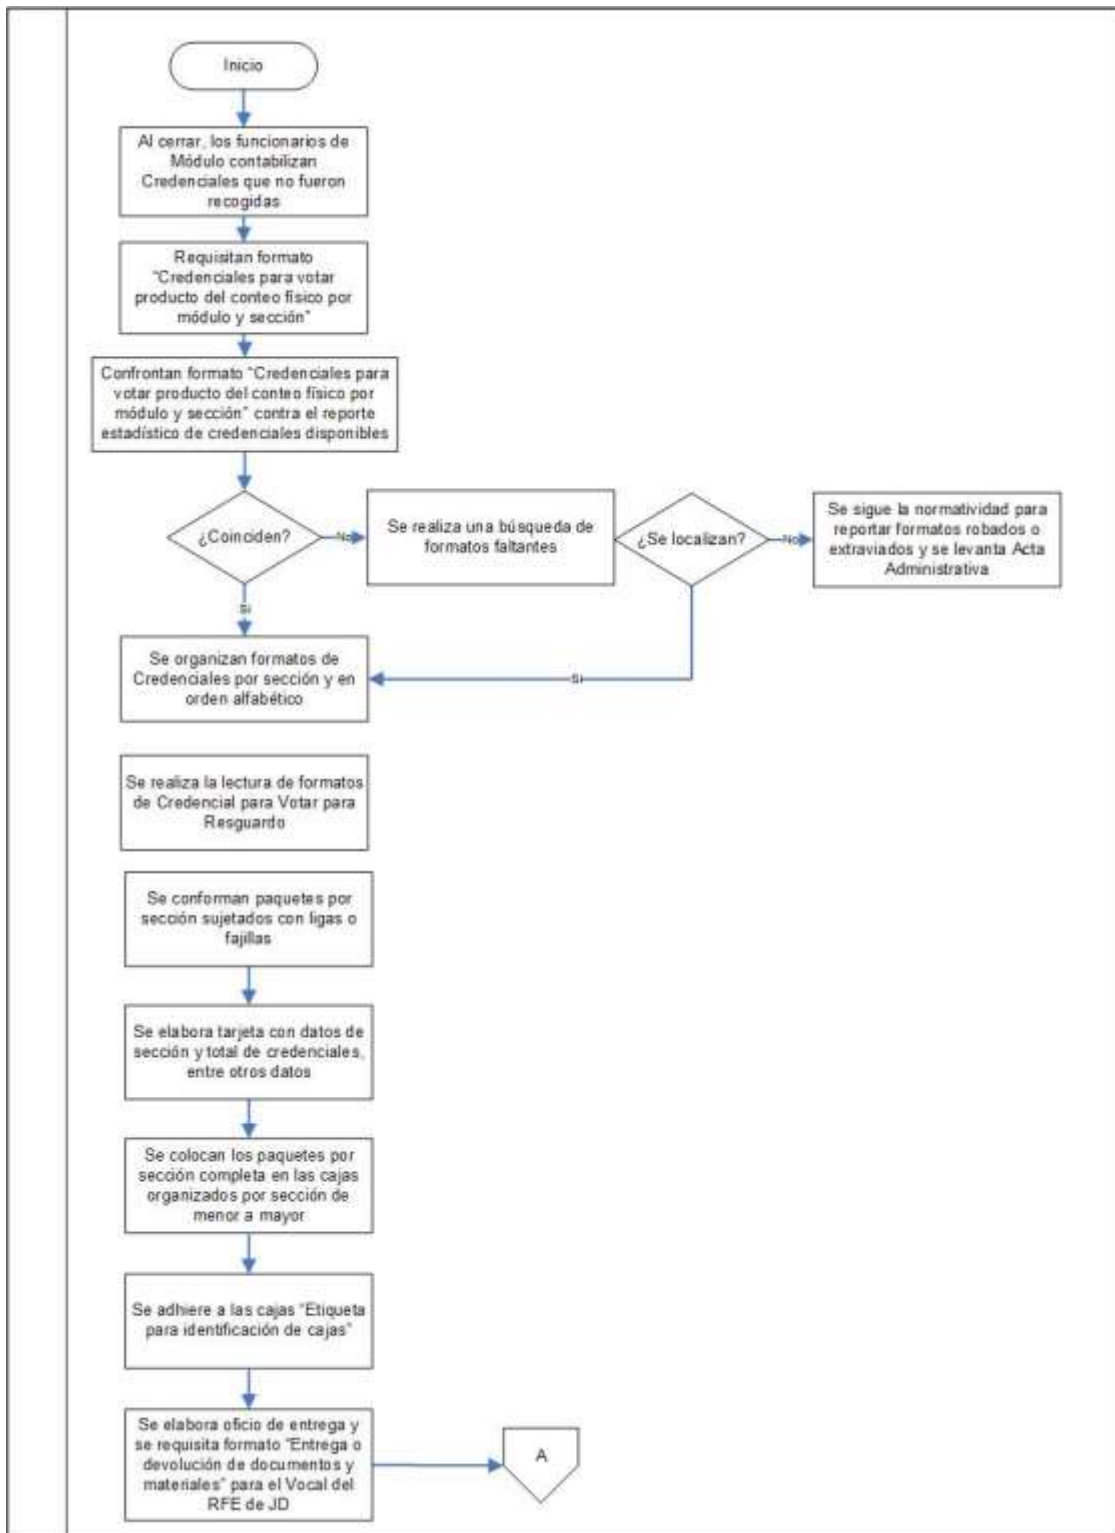 Inicio
Al cerrar, los funcionarios de
Módulo contabilizan
Credenciales que no fueron
recogidas
Requisitan formato
"Credenciales para votar
producto del conteo físico por
módulo y sección"
Confrontan formato "Credenciales para
votar producto del conteo físico por
módulo y sección" contra el reporte
estadístico de credenciales disponibles
¿Coinciden?
No
Se realiza una búsqueda de
formatos faltantes
¿Se localizan?
No
Se sigue la normatividad para
reportar formatos robados o
extraviados y se levanta Acta
Administrativa
Si
Se organizan formatos de
Credenciales por sección y en
orden alfabético
Si
Se realiza la lectura de formatos
de Credencial para Votar para
Resguardo
Se conforman paquetes por
sección sujetados con ligas o
fajillas
Se elabora tarjeta con datos de
sección y total de credenciales,
entre otros datos
Se colocan los paquetes por
sección completa en las cajas
organizados por sección de
menor a mayor
Se adhiere a las cajas "Etiqueta
para identificación de cajas"
Se elabora oficio de entrega y
se requisita formato "Entrega o
devolución de documentos y
materiales" para el Vocal del
RFE de JD
A